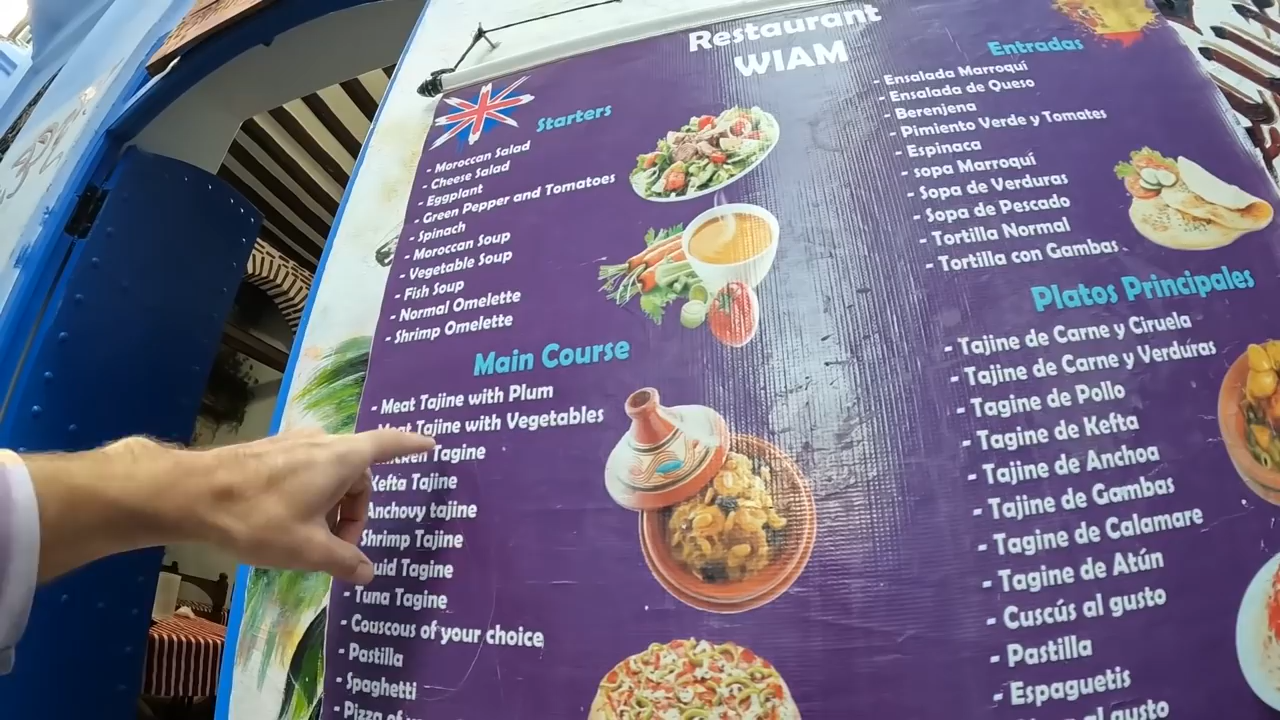 Restaurant
WIAM
Starters
- Moroccan Salad
- Cheese Salad
- Eggplant
- Green Pepper and Tomatoes
- Spinach
- Moroccan Soup
- Vegetable Soup
- Fish Soup
- Normal Omelette
- Shrimp Omelette
Main Course
- Meat Tajine with Plum
Tajine with Vegetables
Tagine
Kefta Tajine
Anchovy tajine
Shrimp Tajine
Tagine
- Tuna Tagine
- Couscous of your choice
- Pastilla
- Spaghetti
- Pizza of
Entradas
- Ensalada Marroquí
- Ensalada de Queso
- Berenjena
- Pimiento Verde y Tomates
- Espinaca
- sopa Marroquí
- Sopa de Verduras
- Sopa de Pescado
- Tortilla Normal
- Tortilla con Gambas
Platos Principales
- Tajine de Carne y Ciruela
- Tajine de Carne y Verduras
- Tagine de Pollo
- Tagine de Kefta
- Tajine de Anchoa
- Tajine de Gambas
- Tagine de Calamare
- Tagine de Atún
- Cuscús al gusto
- Pastilla
- Espaguetis
al gusto